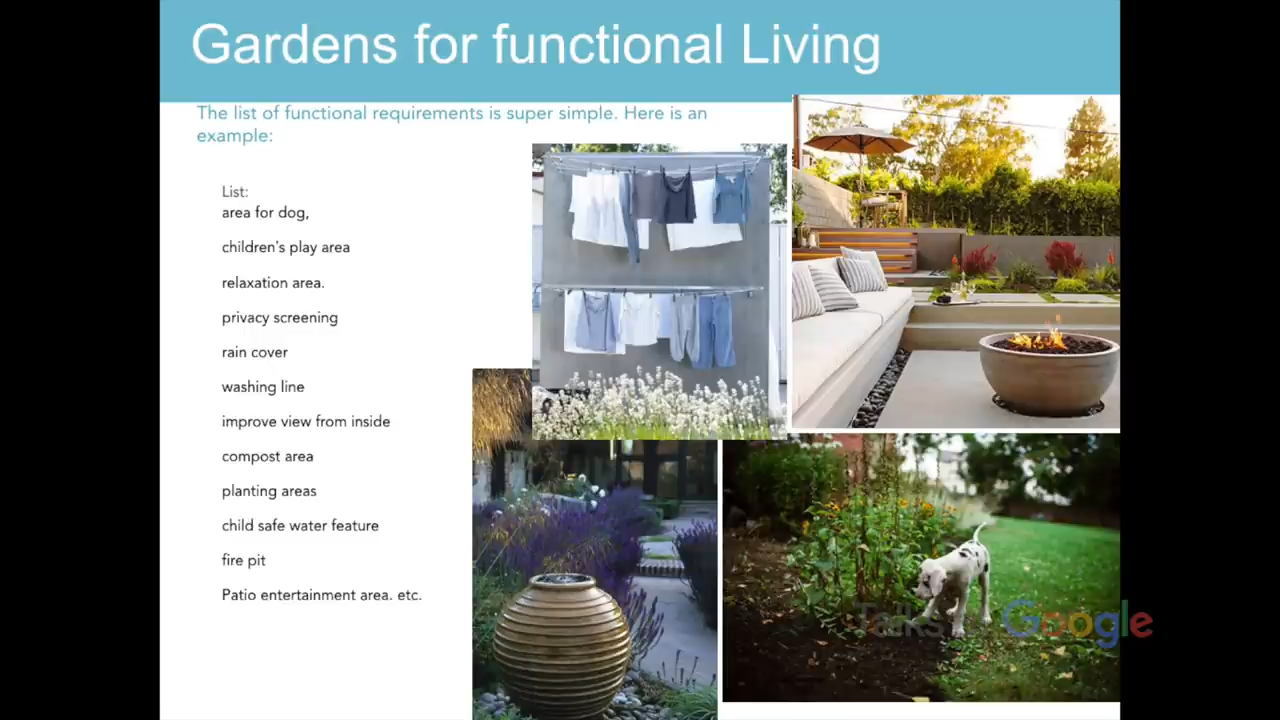 Gardens for functional Living
The list of functional requirements is super simple. Here is an
example:
List:
area for dog,
children's play area
relaxation area.
privacy screening
rain cover
washing line
improve view from inside
compost area
planting areas
child safe water feature
fire pit
Patio entertainment area. etc.
Talks at Google